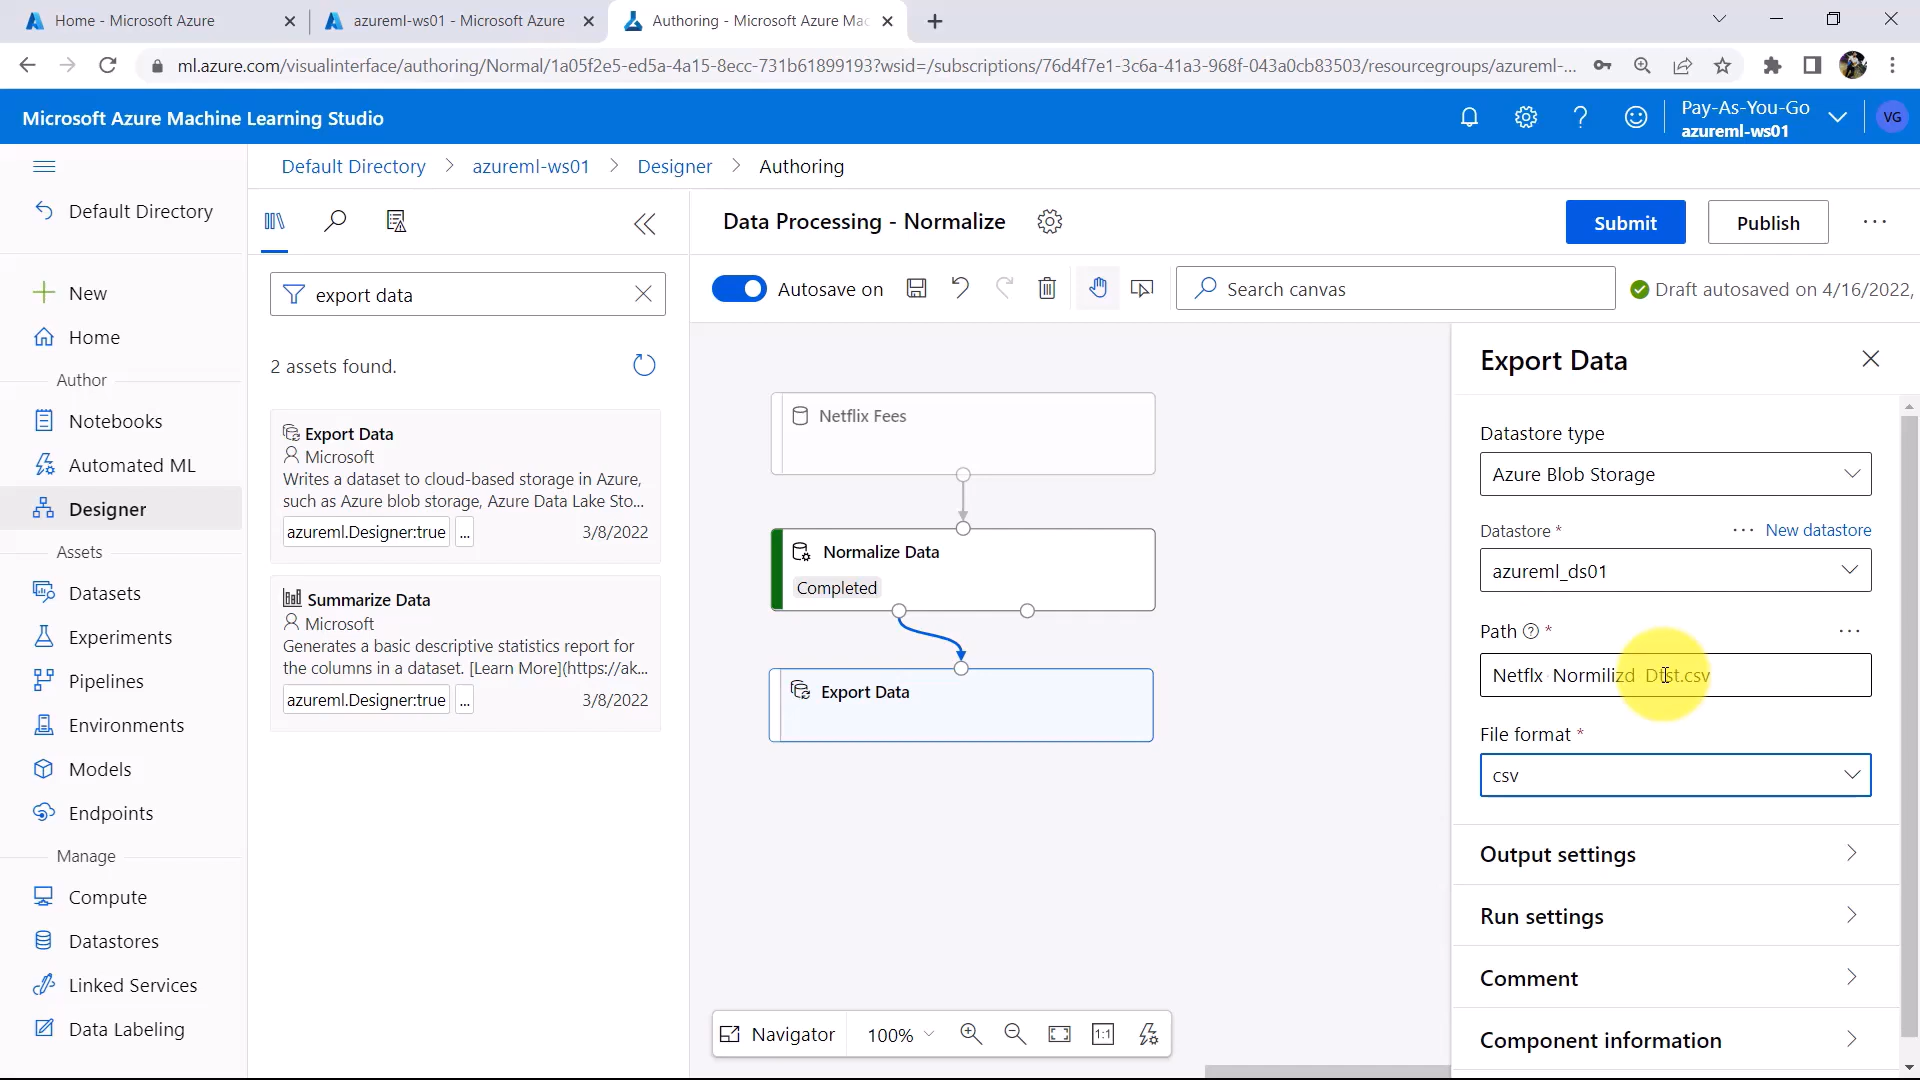 Home - Microsoft Azure
azureml-ws01 - Microsoft Azure
Authoring - Microsoft Azure Mac
ml.azure.com/visualinterface/authoring/Normal/1a05f2e5-ed5a-4a15-8ecc-731b61899193?wsid=/subscriptions/76d4f7e1-3c6a-41a3-968f-043a0cb83503/resourcegroups/azureml-...
Microsoft Azure Machine Learning Studio
Pay-As-You-Go
azureml-ws01
VG
Default Directory > azureml-ws01 > Designer > Authoring
Default Directory
New
Home
Author
Notebooks
Automated ML
Designer
Assets
Datasets
Experiments
Pipelines
Environments
Models
Endpoints
Manage
Compute
Datastores
Linked Services
Data Labeling
export data
2 assets found.
Export Data
Microsoft
Writes a dataset to cloud-based storage in Azure,
such as Azure blob storage, Azure Data Lake Sto...
azureml.Designer:true ... 3/8/2022
Summarize Data
Microsoft
Generates a basic descriptive statistics report for
the columns in a dataset. [Learn More](https://ak...
azureml.Designer:true ... 3/8/2022
Data Processing - Normalize
Submit
Publish
Autosave on
Search canvas
Draft autosaved on 4/16/2022,
Netflix Fees
Normalize Data
Completed
Export Data
Navigator
100%
1:1
Export Data
Datastore type
Azure Blob Storage
Datastore * ... New datastore
azureml_ds01
Path * ...
Netflx Normilizd .csv
File format *
csv
Output settings
Run settings
Comment
Component information